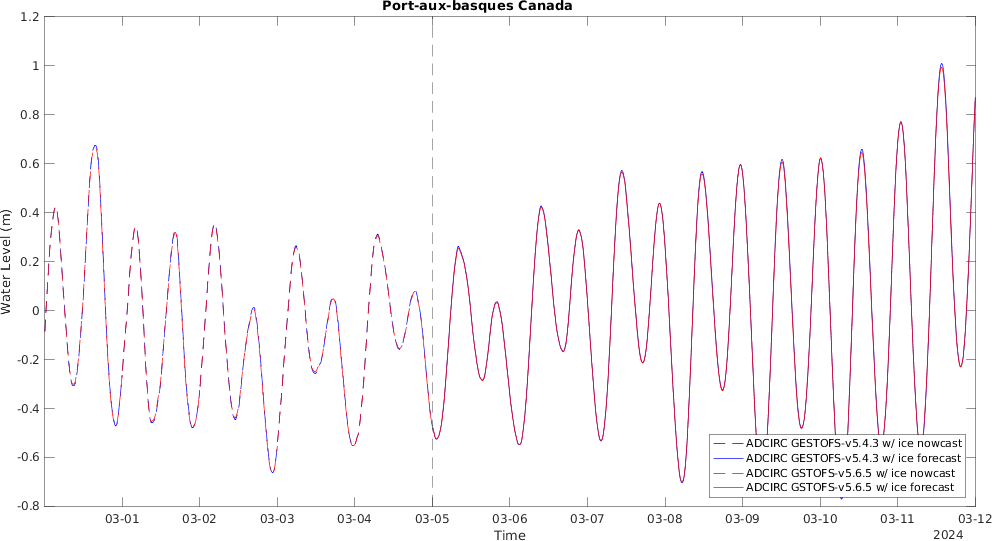 Port-aux-basques Canada
1.2
1
0.8
0.6
0.4
0.2
0
-0.2
-0.4
-0.6
-0.8
Water Level (m)
ADCIRC GESTOFS-v5.4.3 w/ ice nowcast
ADCIRC GESTOFS-v5.4.3 w/ ice forecast
ADCIRC GSTOFS-v5.6.5 w/ ice nowcast
ADCIRC GSTOFS-v5.6.5 w/ ice forecast
03-01 03-02 03-03 03-04 03-05 03-06 03-07 03-08 03-09 03-10 03-11 03-12
Time
2024